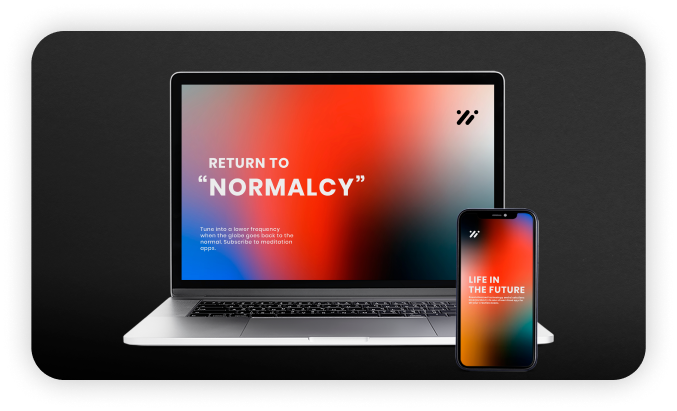 RETURN TO
“NORMALCY”
Tune into a lower frequency
when the globe goes back to the
normal. Subscribe to meditation
apps.
LIFE IN
THE FUTURE